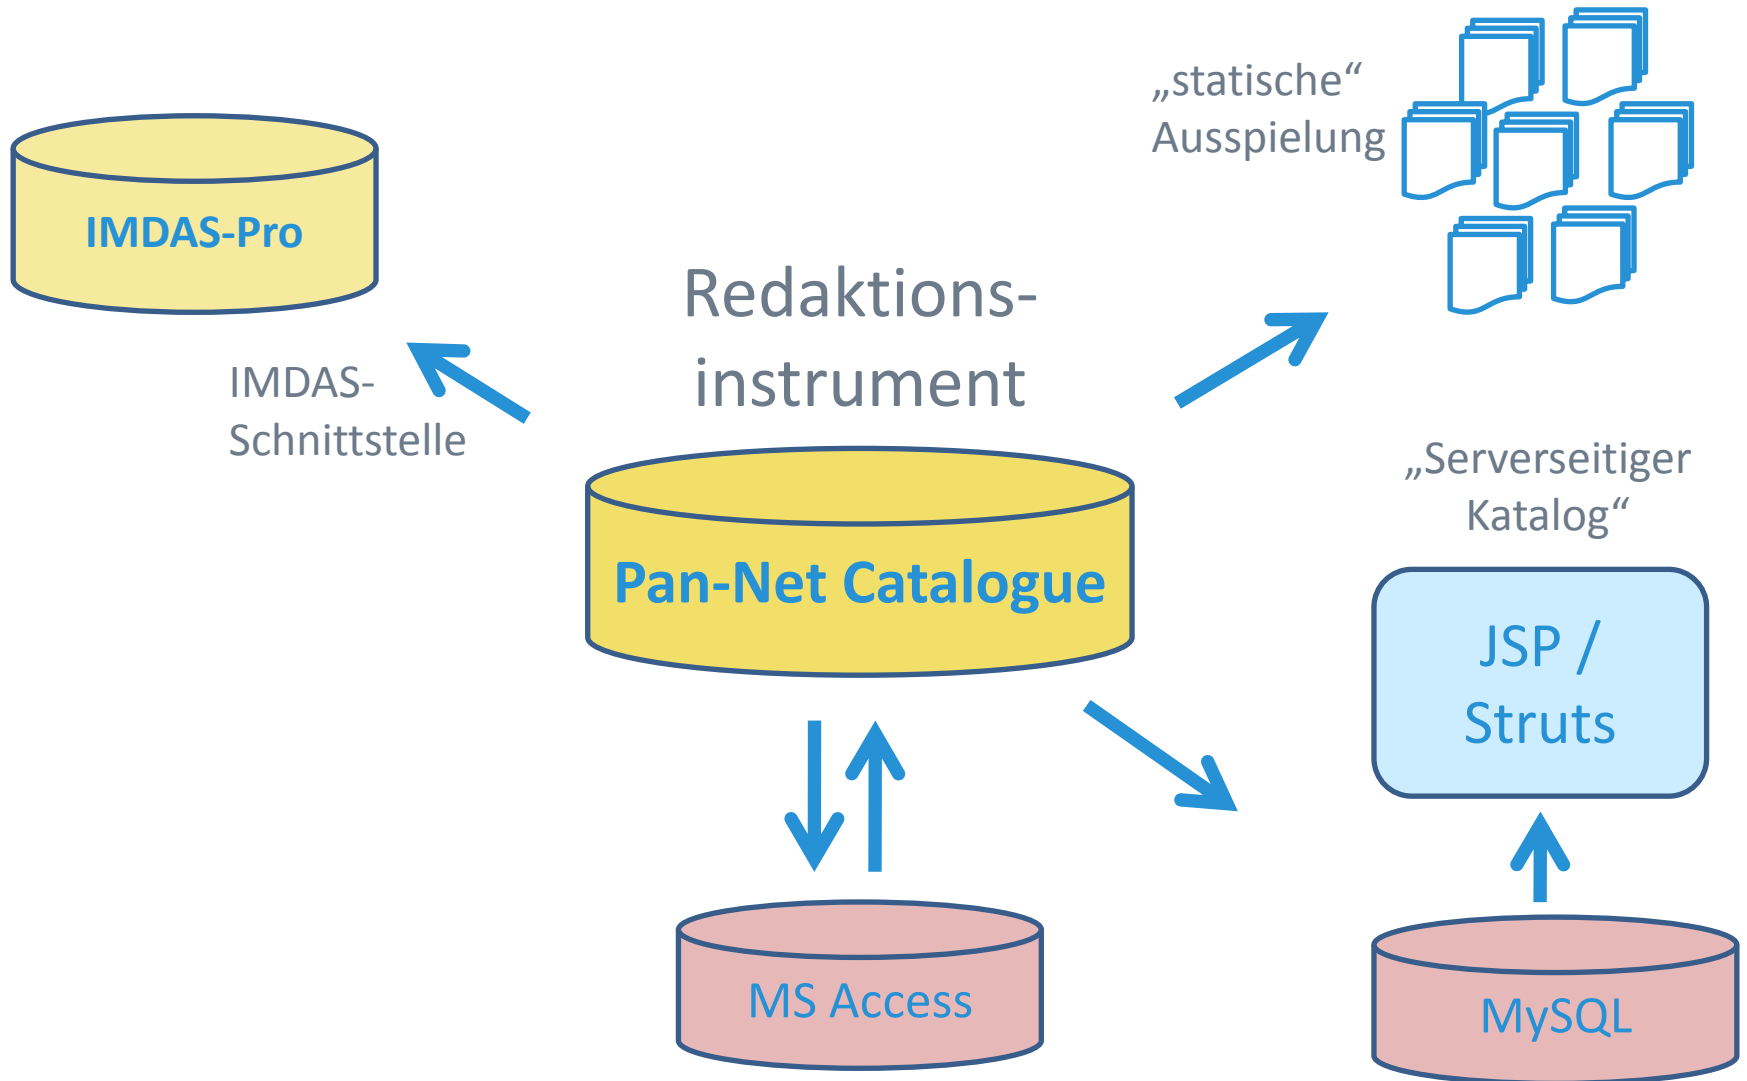 „statische“
Ausspielung
IMDAS-Pro
Redaktions-
instrument
IMDAS-
Schnittstelle
„Serverseitiger
Katalog“
Pan-Net Catalogue
JSP /
Struts
MS Access
MySQL